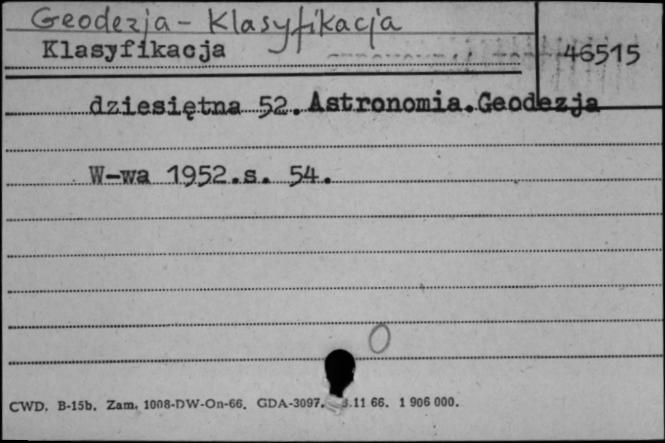 Geodezja - Klasyfikacja
Klasyfikacja 46515
dziesiętna 52. Astronomia.Geodezja
W-wa 1952.s. 54.
0
CWD. B-15b. Zam. 1008-DW-On-66. GDA-3097. .11 66. 1 906 000.